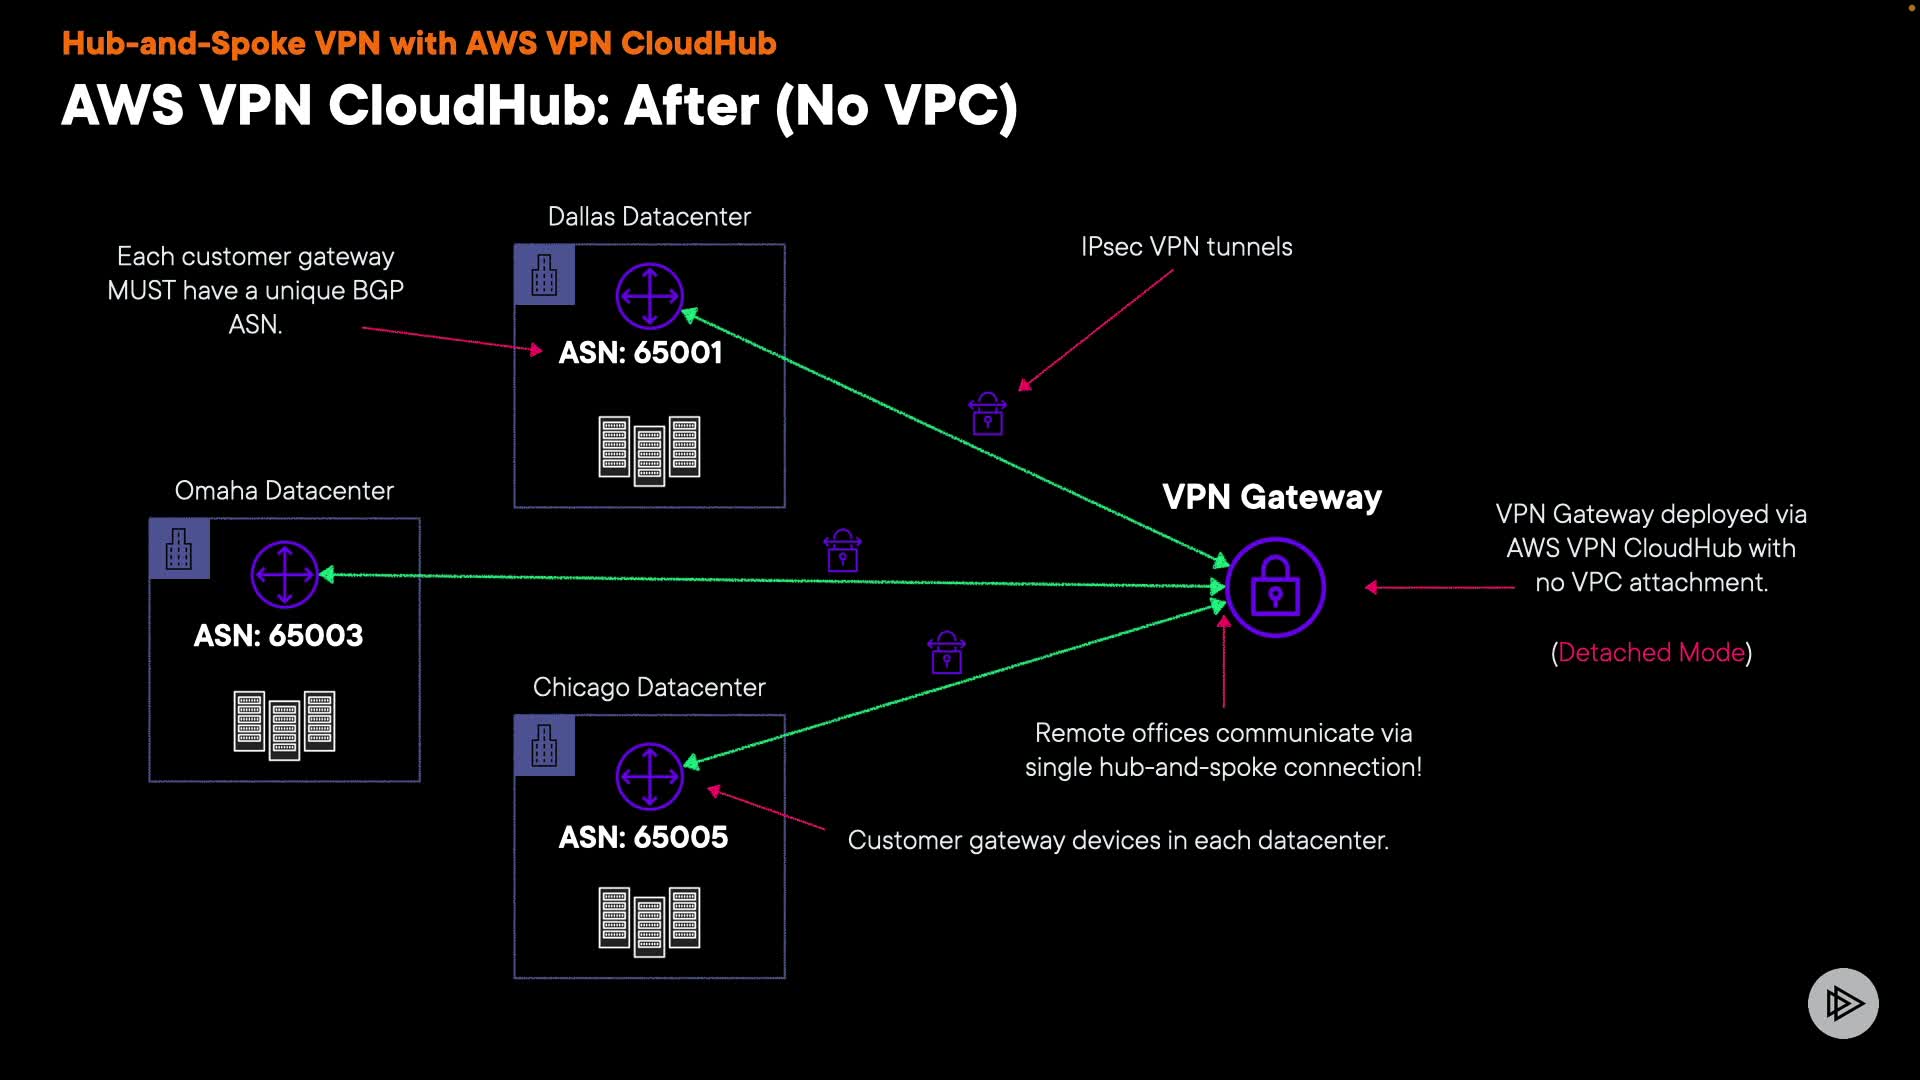 Hub-and-Spoke VPN with AWS VPN CloudHub
AWS VPN CloudHub: After (No VPC)
Dallas Datacenter
Each customer gateway
MUST have a unique BGP
ASN.
IPsec VPN tunnels
ASN: 65001
Omaha Datacenter
VPN Gateway
VPN Gateway deployed via
AWS VPN CloudHub with
no VPC attachment.
(Detached Mode)
ASN: 65003
Chicago Datacenter
Remote offices communicate via
single hub-and-spoke connection!
ASN: 65005
Customer gateway devices in each datacenter.